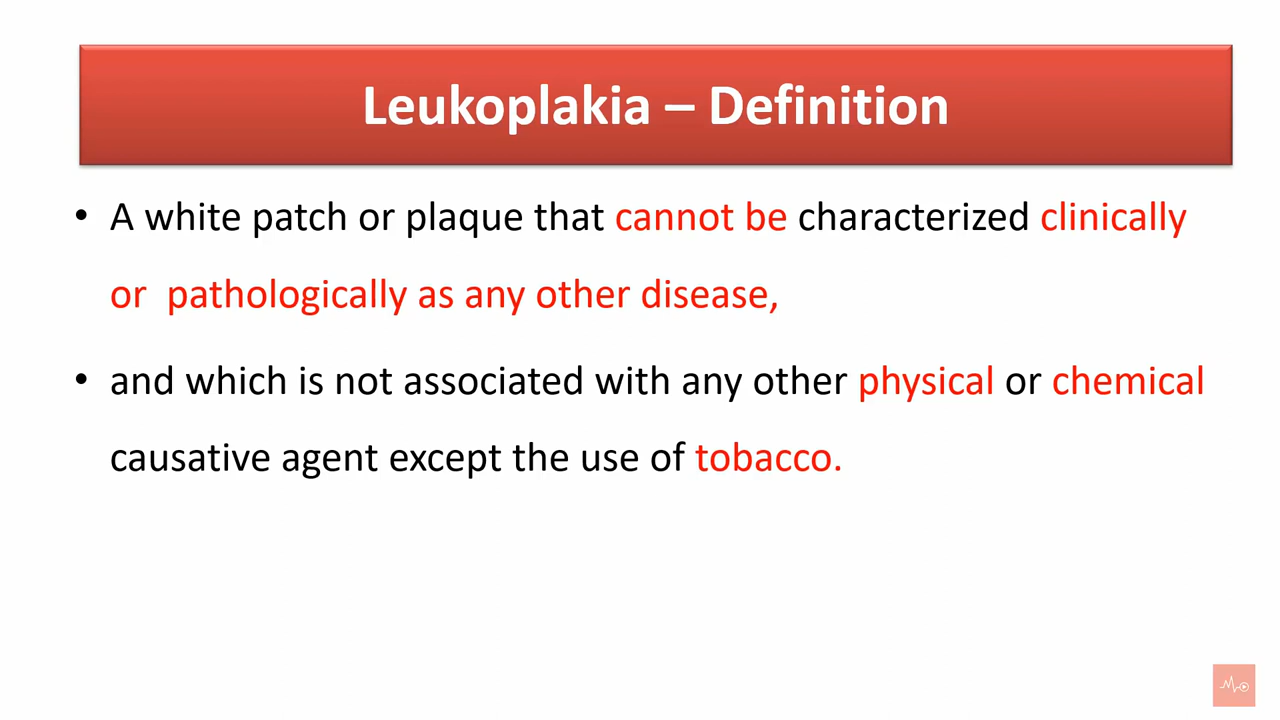 Leukoplakia – Definition
• A white patch or plaque that cannot be characterized clinically
or pathologically as any other disease,
• and which is not associated with any other physical or chemical
causative agent except the use of tobacco.